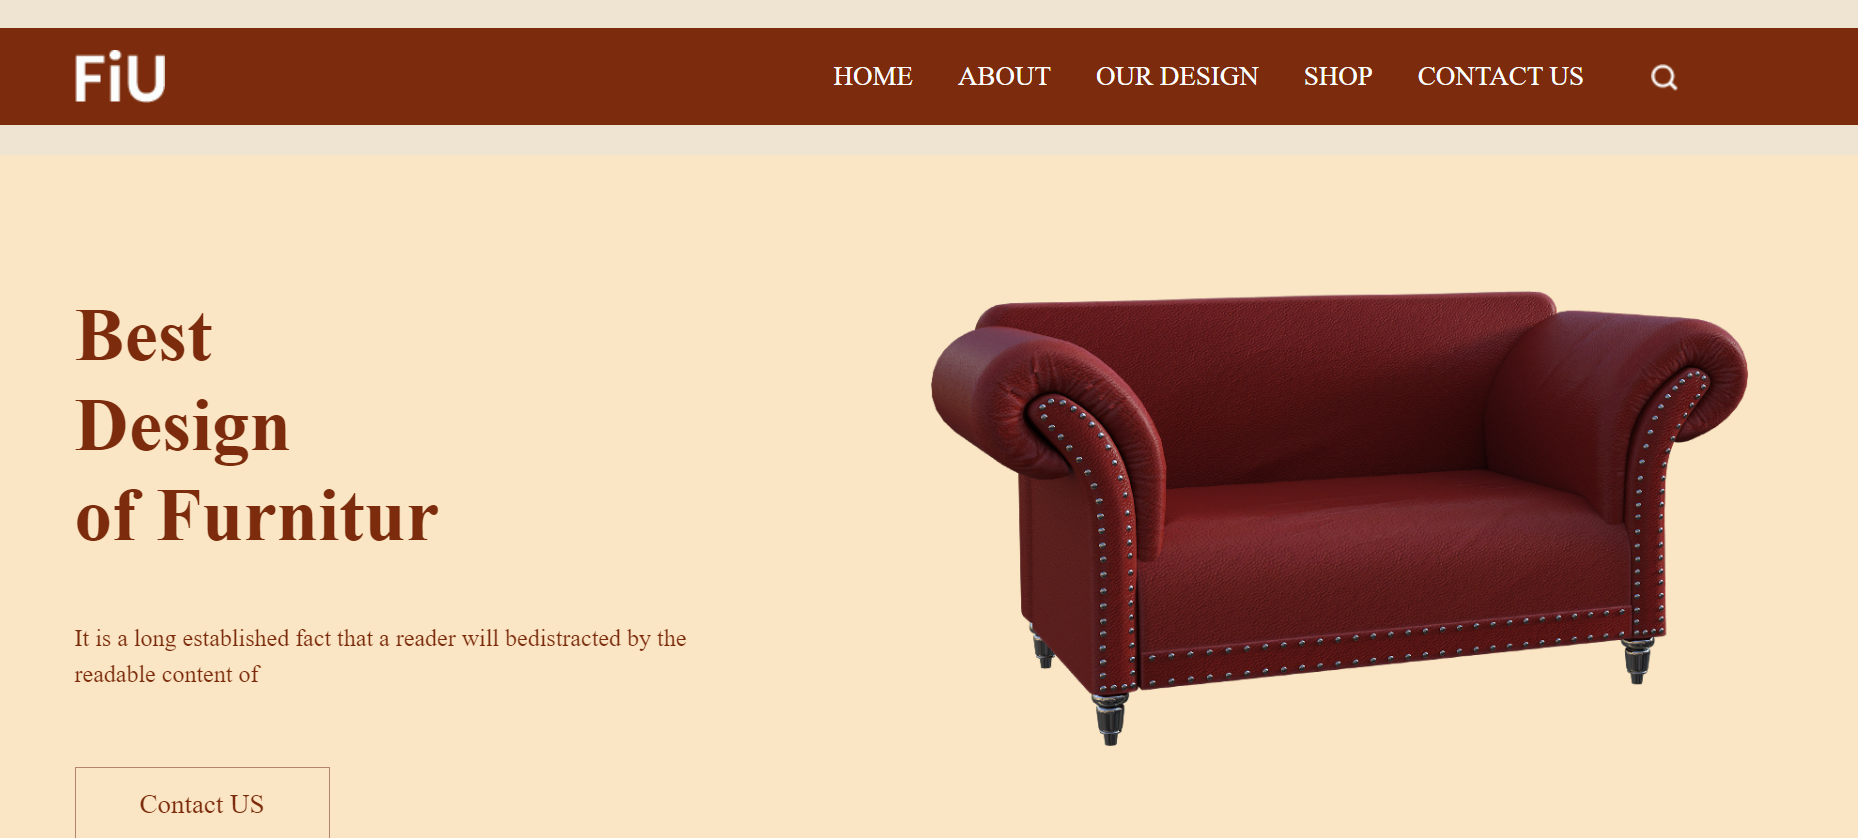 FiU
HOME ABOUT OUR DESIGN SHOP CONTACT US
Best
Design
of Furnitur
It is a long established fact that a reader will bedistracted by the
readable content of
Contact US